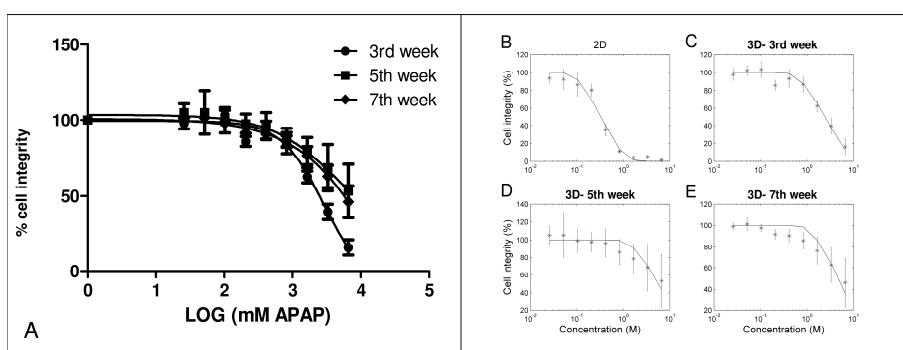 150
100
50
0
% cell integrity
3rd week
5th week
7th week
0 1 2 3 4 5
LOG (mM APAP)
A
B
2D
Cell integrity (%)
120
100
80
60
40
20
0
10-2 10-1 100 101
C
3D- 3rd week
120
100
80
60
40
20
0
10-2 10-1 100 101
D
3D- 5th week
Cell integrity (%)
140
120
100
80
60
40
20
10-2 10-1 100 101
Concentration (M)
E
3D- 7th week
120
100
80
60
40
20
10-2 10-1 100 101
Concentration (M)